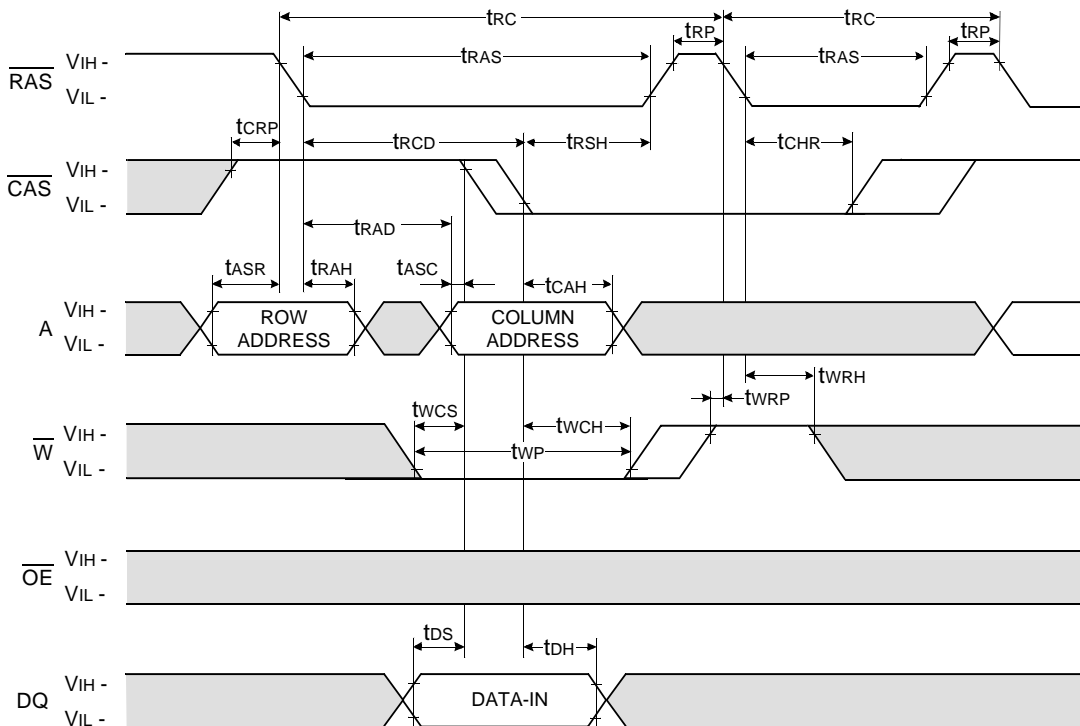 tRC tRC
tRP tRP
tRAS tRAS
RAS VIH -
VIL -
tCRP tRCD tRSH tCHR
CAS VIH -
VIL -
tRAD
tASR tRAH tASC tCAH
A VIH -
VIL -
ROW
ADDRESS
COLUMN
ADDRESS
tWRH
tWRP
tWCS tWCH
tWP
W VIH -
VIL -
OE VIH -
VIL -
tDS tDH
DQ VIH -
VIL -
DATA-IN